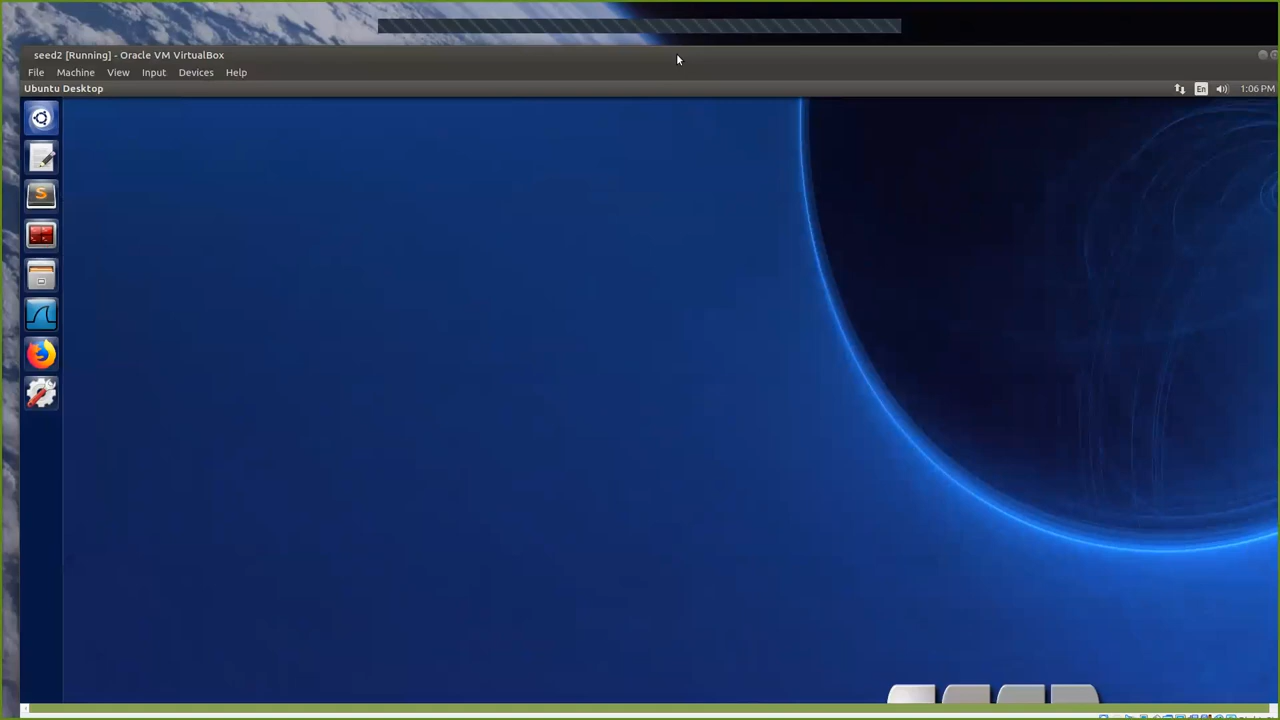 seed2 [Running] - Oracle VM VirtualBox
File Machine View Input Devices Help
Ubuntu Desktop En 1:06 PM
S